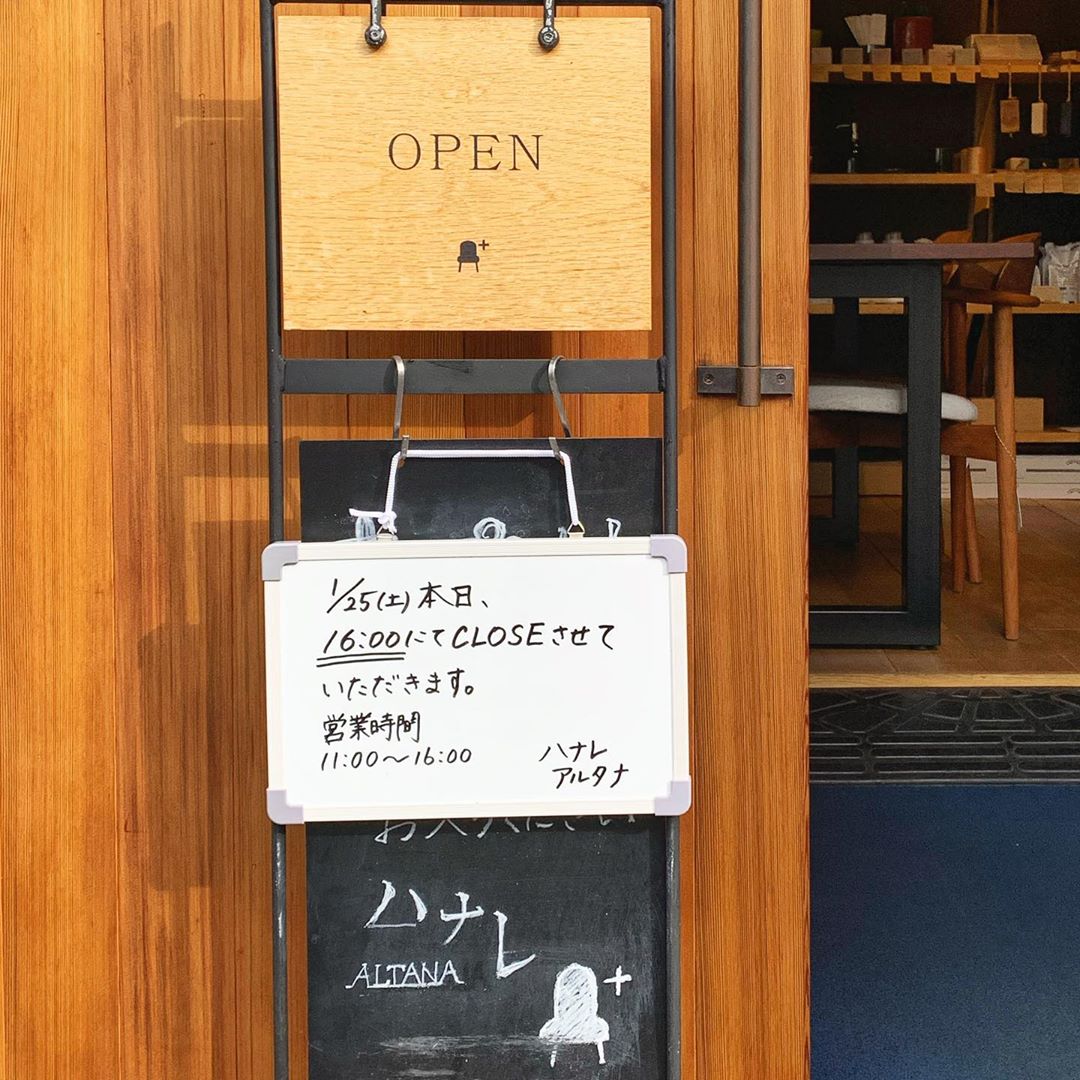 OPEN
1/25(土)本日、
16:00にてCLOSEさせて
いただきます。
営業時間
11:00〜16:00
ハナレ
アルタナ
ハナレ
ALTANA